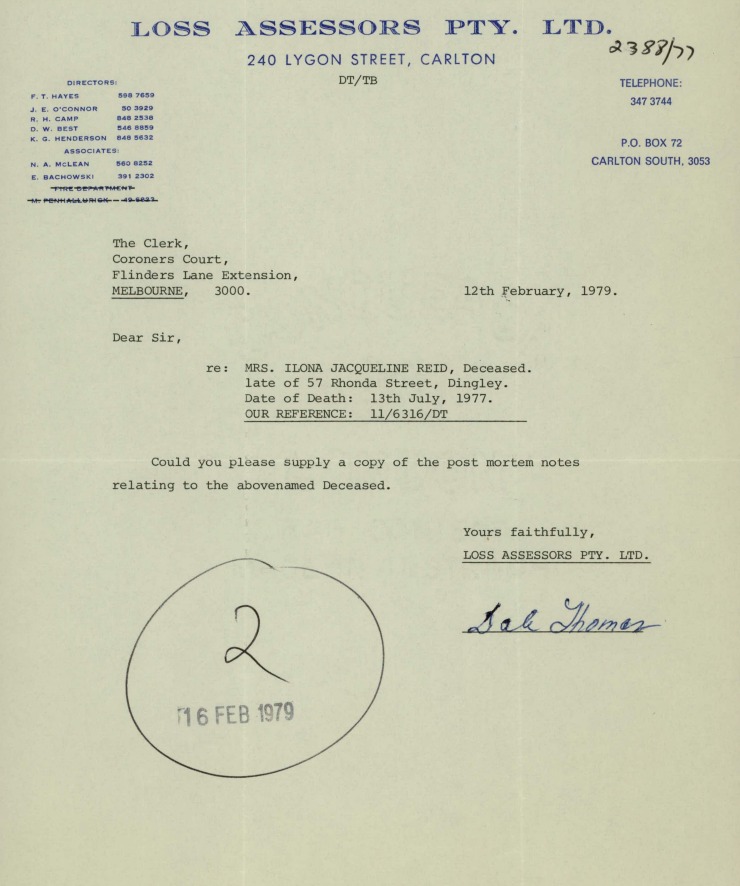 LOSS ASSESSORS PTY. LTD.
2388/77
240 LYGON STREET, CARLTON
DT/TB
DIRECTORS:
F. T. HAYES 598 7659
J. E. O'CONNOR 50 3929
R. H. CAMP 848 2538
D. W. BEST 546 8859
K. G. HENDERSON 848 5632
ASSOCIATES:
N. A. McLEAN 560 8252
E. BACHOWSKI 391 2302
FIRE DEPARTMENT
M. PENHALLURICK
TELEPHONE:
347 3744
P.O. BOX 72
CARLTON SOUTH, 3053
The Clerk,
Coroners Court,
Flinders Lane Extension,
MELBOURNE, 3000.
12th February, 1979.
Dear Sir,
re: MRS. ILONA JACQUELINE REID, Deceased.
late of 57 Rhonda Street, Dingley.
Date of Death: 13th July, 1977.
OUR REFERENCE: 11/6316/DT
Could you please supply a copy of the post mortem notes
relating to the abovenamed Deceased.
Yours faithfully,
LOSS ASSESSORS PTY. LTD.
Dale Thomas
2
16 FEB 1979